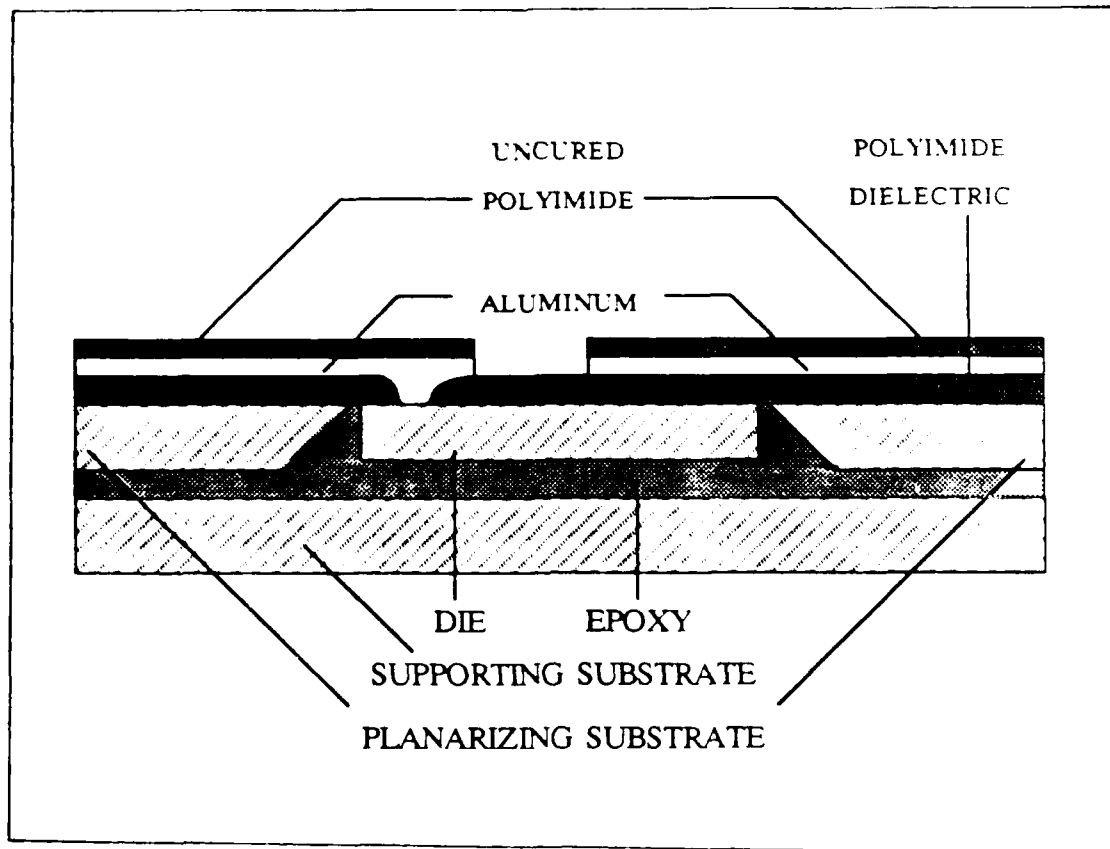 UNCURED
POLYIMIDE
POLYIMIDE
DIELECTRIC
ALUMINUM
DIE
EPOXY
SUPPORTING SUBSTRATE
PLANARIZING SUBSTRATE